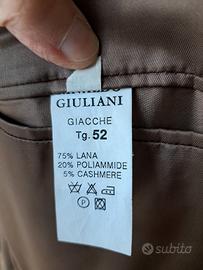 GIULIANI
GIACCHE
Tg. 52
75% LANA
20% POLIAMMIDE
5% CASHMERE
P
subito